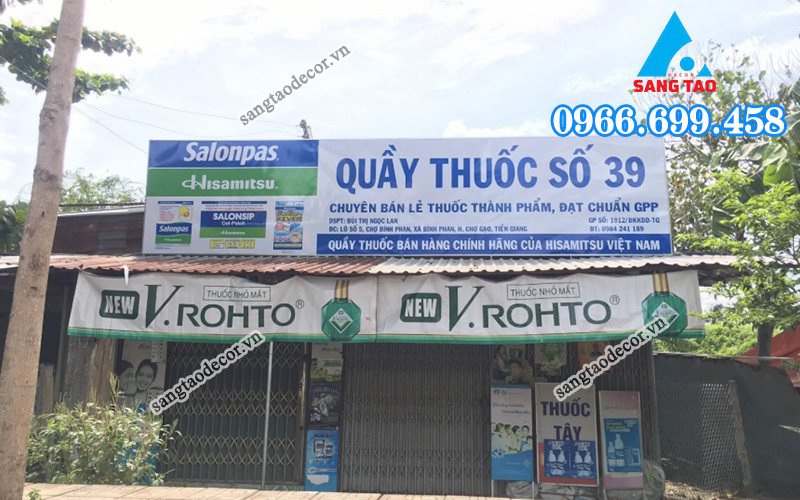 DECOR
SANG TAO
0966.699.458
sangtaodecor.vn
Salonpas
Hisamitsu
Salonpas
SALONSIP
Gel-Patch
QUẦY THUỐC SỐ 39
CHUYÊN BÁN LẺ THUỐC THÀNH PHẨM, ĐẠT CHUẨN GPP
DSPT: BÙI THỊ NGỌC LAN
GP SỐ: 1912/ĐKKDD-TG
ĐC: LÔ SỐ 5, CHỢ BÌNH PHAN, XÃ BÌNH PHAN, H. CHỢ GẠO, TIỀN GIANG
ĐT: 0984 241 189
QUẦY THUỐC BÁN HÀNG CHÍNH HÃNG CỦA HISAMITSU VIỆT NAM
NEW
THUỐC NHỎ MẮT
V.ROHTO®
NEW
THUỐC NHỎ MẮT
V.ROHTO®
sangtaodecor.vn
sangtaodecor.vn
THUỐC
TÂY